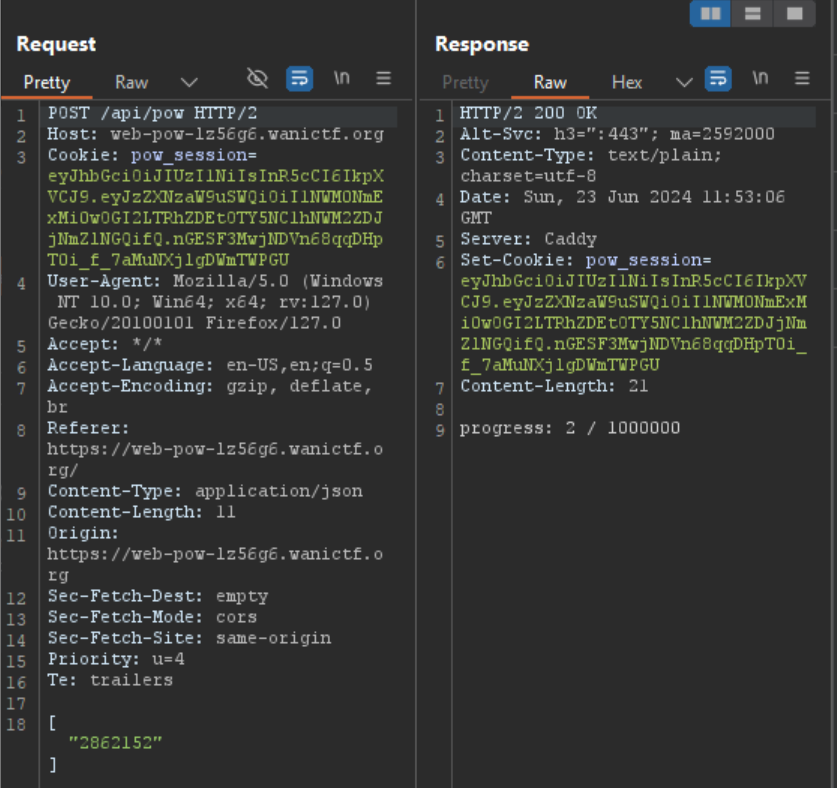 Request
Pretty Raw \n
1 POST /api/pow HTTP/2
2 Host: web-pow-lz56g6.wanictf.org
3 Cookie: pow_session=
eyJhbGciOiJIUzI1NiIsInR5cCI6IkpX
VCJ9.eyJzZXNzaW9uSWQiOiI1NWM0NmE
xMi0wOGI2LTRhZDEtOTY5NC1hNWM2ZDJ
jNmZlNGQifQ.nGESF3MwjNDVn68qqDHp
T0i_f_7aMuNXjlgDWmTWPGU
4 User-Agent: Mozilla/5.0 (Windows
NT 10.0; Win64; x64; rv:127.0)
Gecko/20100101 Firefox/127.0
5 Accept: */*
6 Accept-Language: en-US,en;q=0.5
7 Accept-Encoding: gzip, deflate,
br
8 Referer:
https://web-pow-lz56g6.wanictf.o
rg/
9 Content-Type: application/json
10 Content-Length: 11
11 Origin:
https://web-pow-lz56g6.wanictf.o
rg
12 Sec-Fetch-Dest: empty
13 Sec-Fetch-Mode: cors
14 Sec-Fetch-Site: same-origin
15 Priority: u=4
16 Te: trailers
17
18 [
"2862152"
]
Response
Pretty Raw Hex \n
1 HTTP/2 200 OK
2 Alt-Svc: h3=":443"; ma=2592000
3 Content-Type: text/plain;
charset=utf-8
4 Date: Sun, 23 Jun 2024 11:53:06
GMT
5 Server: Caddy
6 Set-Cookie: pow_session=
eyJhbGciOiJIUzI1NiIsInR5cCI6IkpXV
CJ9.eyJzZXNzaW9uSWQiOiI1NWM0NmExM
i0wOGI2LTRhZDEtOTY5NC1hNWM2ZDJjNm
ZlNGQifQ.nGESF3MwjNDVn68qqDHpT0i_
f_7aMuNXjlgDWmTWPGU
7 Content-Length: 21
8
9 progress: 2 / 1000000